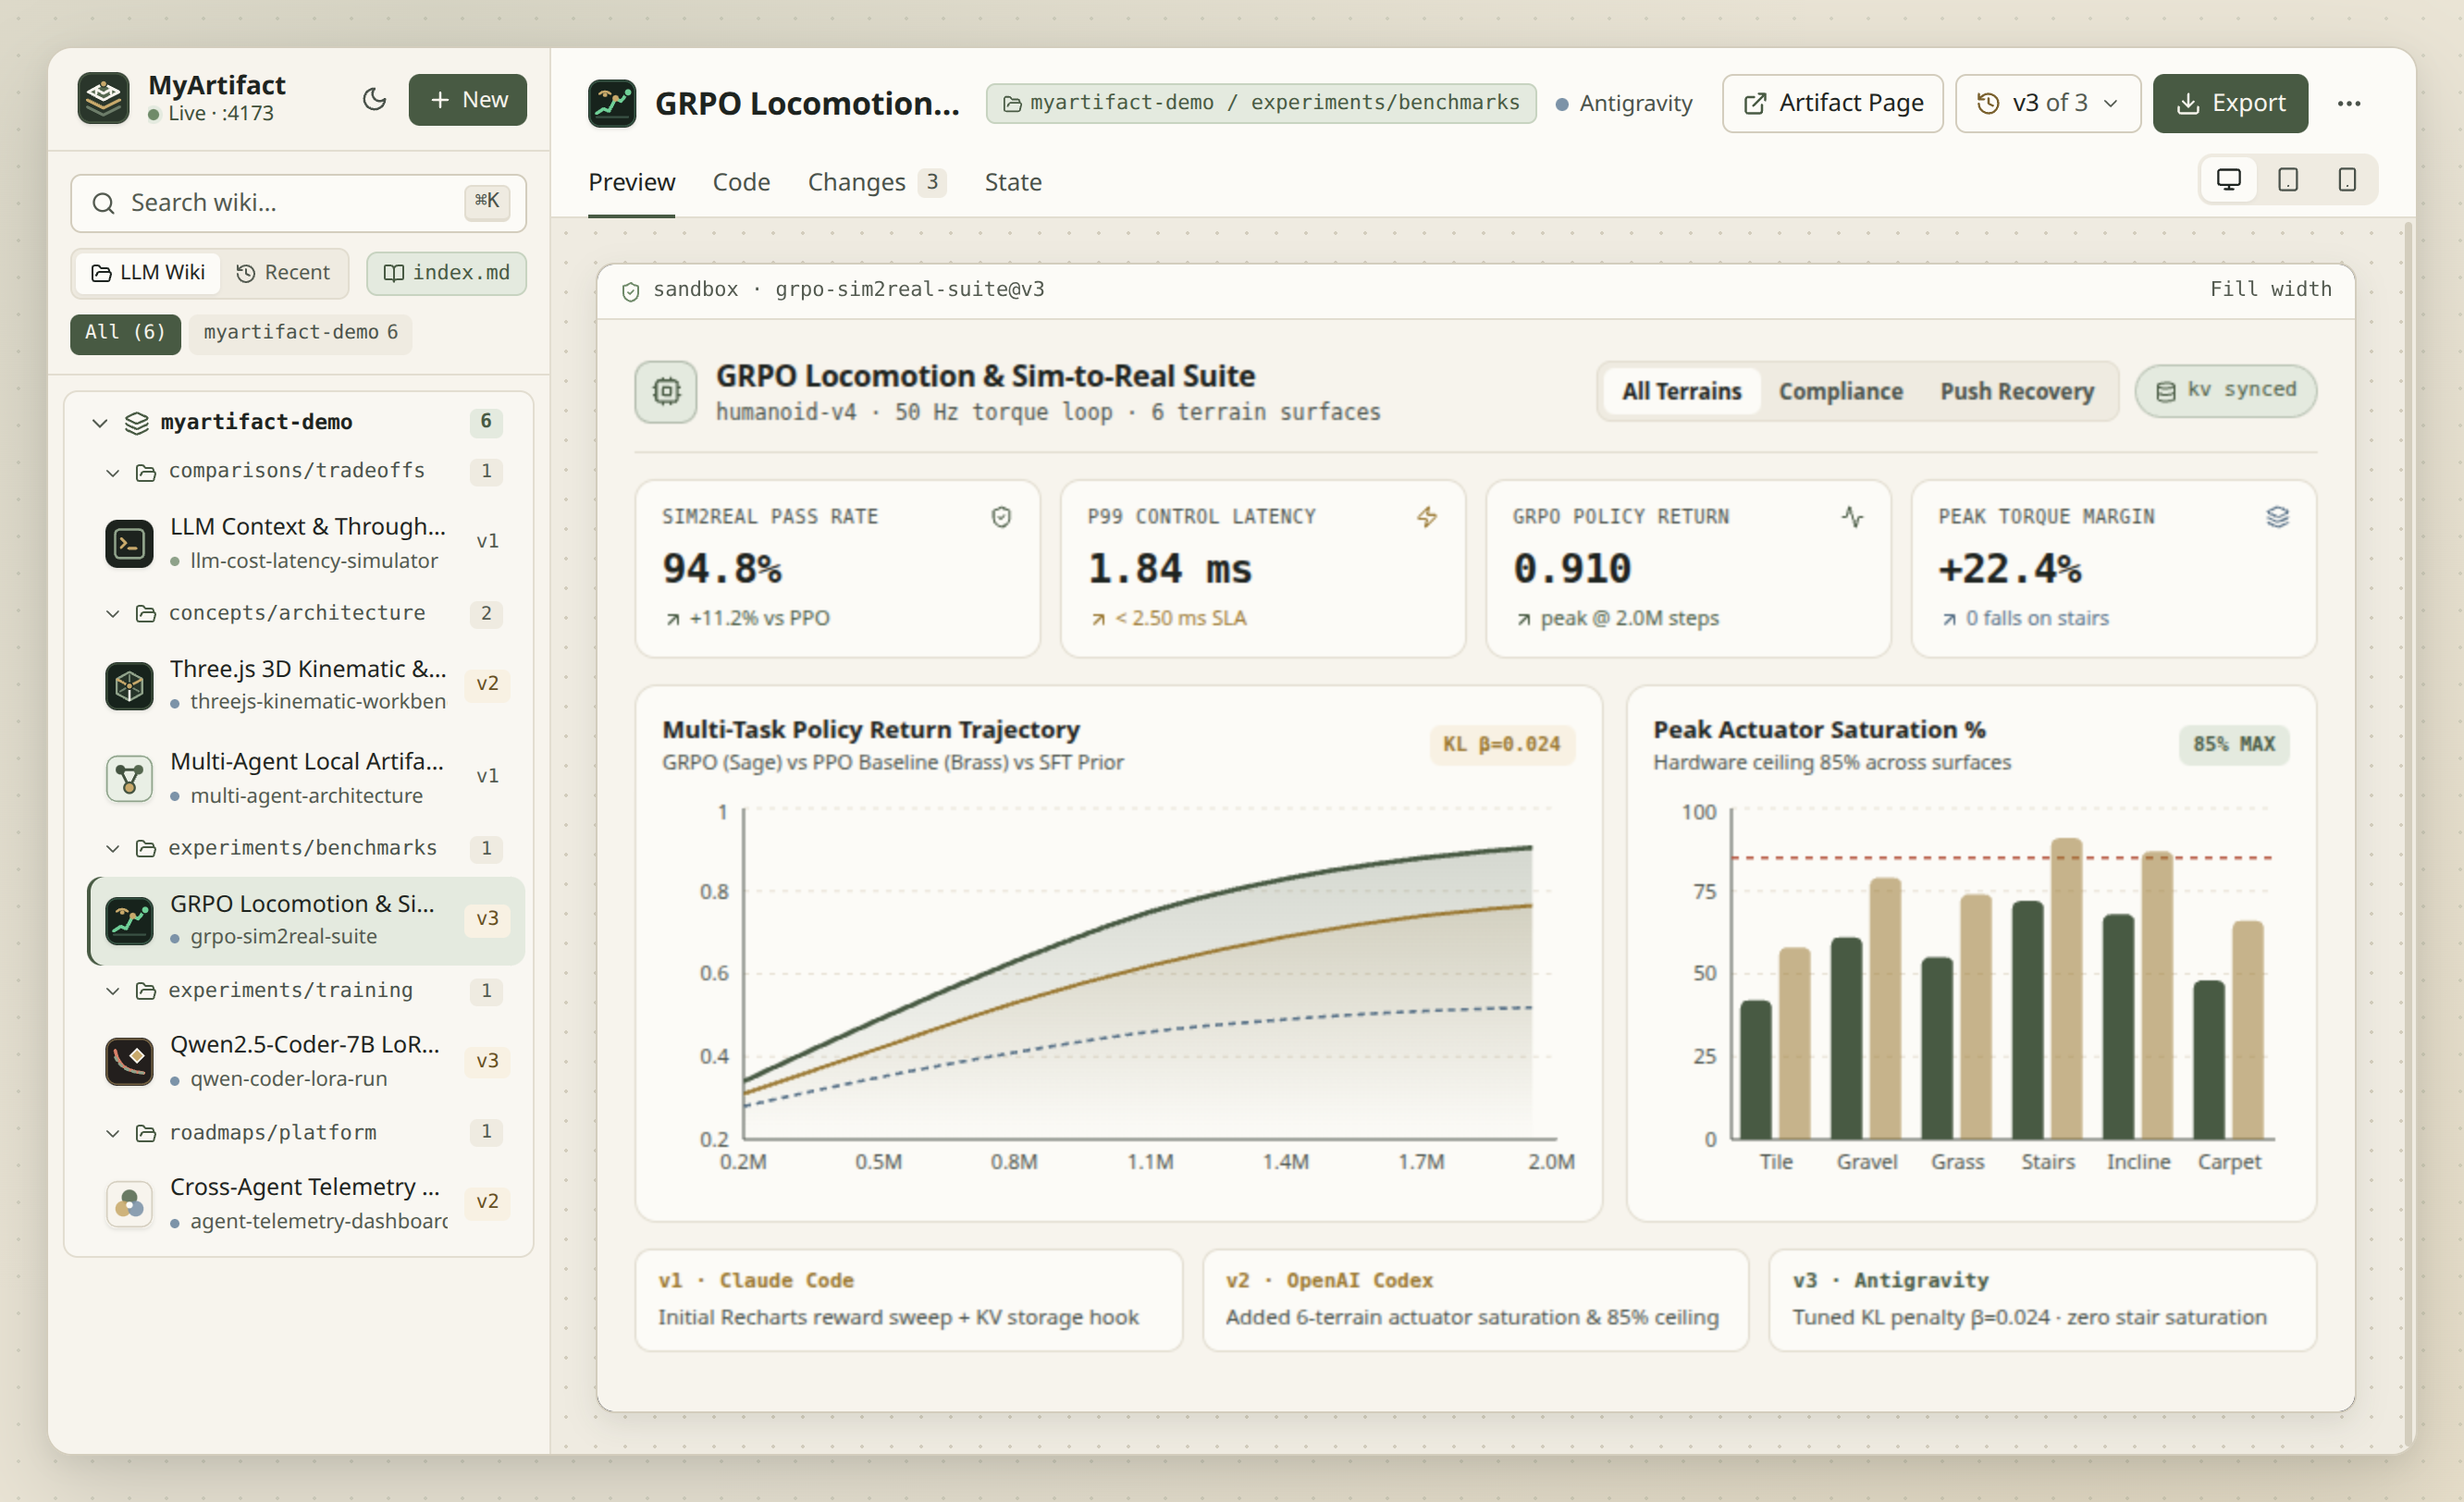 MyArtifact
Live · :4173
New
Search wiki...
⌘K
LLM Wiki
Recent
index.md
All (6)
myartifact-demo 6
myartifact-demo
6
comparisons/tradeoffs
1
LLM Context & Through...
llm-cost-latency-simulator
v1
concepts/architecture
2
Three.js 3D Kinematic &...
threejs-kinematic-workben
v2
Multi-Agent Local Artifa...
multi-agent-architecture
v1
experiments/benchmarks
1
GRPO Locomotion & Si...
grpo-sim2real-suite
v3
experiments/training
1
Qwen2.5-Coder-7B LoR...
qwen-coder-lora-run
v3
roadmaps/platform
1
Cross-Agent Telemetry ...
agent-telemetry-dashboard
v2
GRPO Locomotion...
myartifact-demo / experiments/benchmarks
Antigravity
Artifact Page
v3 of 3
Export
Preview
Code
Changes 3
State
sandbox · grpo-sim2real-suite@v3
Fill width
GRPO Locomotion & Sim-to-Real Suite
humanoid-v4 · 50 Hz torque loop · 6 terrain surfaces
All Terrains
Compliance
Push Recovery
kv synced
SIM2REAL PASS RATE
94.8%
+11.2% vs PPO
P99 CONTROL LATENCY
1.84 ms
< 2.50 ms SLA
GRPO POLICY RETURN
0.910
peak @ 2.0M steps
PEAK TORQUE MARGIN
+22.4%
0 falls on stairs
Multi-Task Policy Return Trajectory
GRPO (Sage) vs PPO Baseline (Brass) vs SFT Prior
KL β=0.024
1
0.8
0.6
0.4
0.2
0.2M 0.5M 0.8M 1.1M 1.4M 1.7M 2.0M
Peak Actuator Saturation %
Hardware ceiling 85% across surfaces
85% MAX
100
75
50
25
0
Tile Gravel Grass Stairs Incline Carpet
v1 · Claude Code
Initial Recharts reward sweep + KV storage hook
v2 · OpenAI Codex
Added 6-terrain actuator saturation & 85% ceiling
v3 · Antigravity
Tuned KL penalty β=0.024 · zero stair saturation